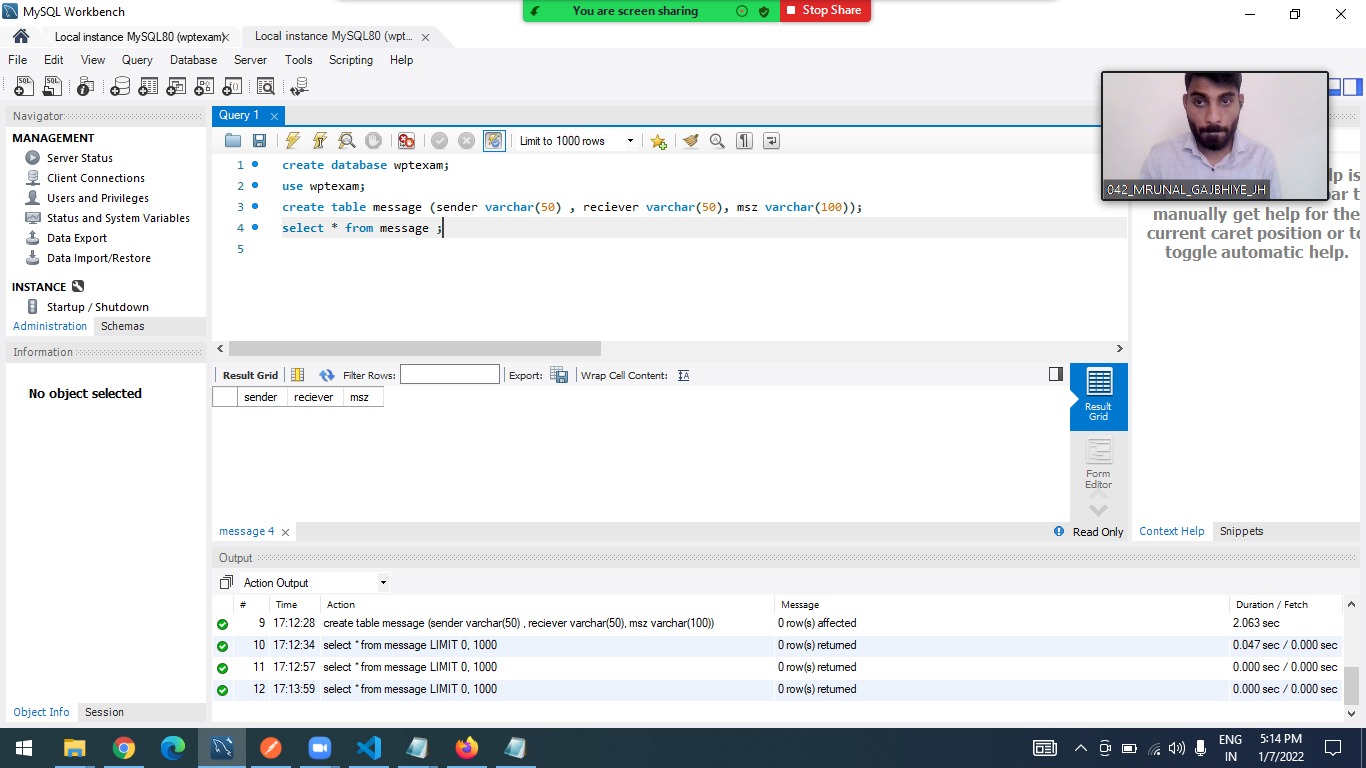 MySQL Workbench
You are screen sharing
Stop Share
Local instance MySQL80 (wptexam)
Local instance MySQL80 (wpt...
File Edit View Query Database Server Tools Scripting Help
Navigator
MANAGEMENT
Server Status
Client Connections
Users and Privileges
Status and System Variables
Data Export
Data Import/Restore
INSTANCE
Startup / Shutdown
Administration Schemas
Information
No object selected
Object Info Session
Query 1
Limit to 1000 rows
1 create database wptexam;
2 use wptexam;
3 create table message (sender varchar(50) , reciever varchar(50), msz varchar(100));
4 select * from message ;
5
042_MRUNAL_GAJBHIYE_JH
manually get help for the
current caret position or to
toggle automatic help.
Result Grid Filter Rows: Export: Wrap Cell Content:
sender reciever msz
Result
Grid
Form
Editor
message 4
Read Only
Context Help Snippets
Output
Action Output
# Time Action Message Duration / Fetch
9 17:12:28 create table message (sender varchar(50) , reciever varchar(50), msz varchar(100)) 0 row(s) affected 2.063 sec
10 17:12:34 select * from message LIMIT 0, 1000 0 row(s) returned 0.047 sec / 0.000 sec
11 17:12:57 select * from message LIMIT 0, 1000 0 row(s) returned 0.000 sec / 0.000 sec
12 17:13:59 select * from message LIMIT 0, 1000 0 row(s) returned 0.000 sec / 0.000 sec
ENG
IN
5:14 PM
1/7/2022